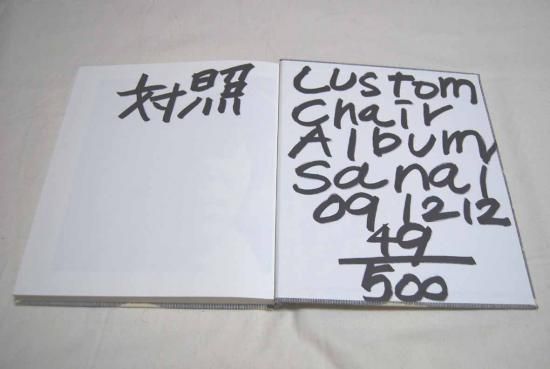 対照
Custom
Chair
Album
Sanai
09 12 12
49
500